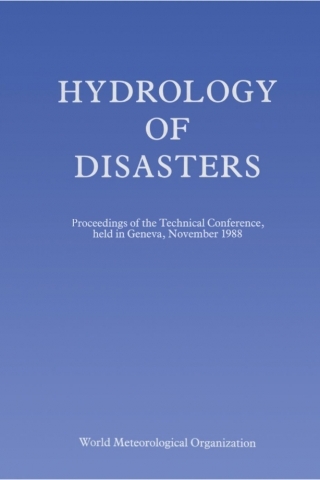 HYDROLOGY
OF
DISASTERS
Proceedings of the Technical Conference,
held in Geneva, November 1988
World Meteorological Organization